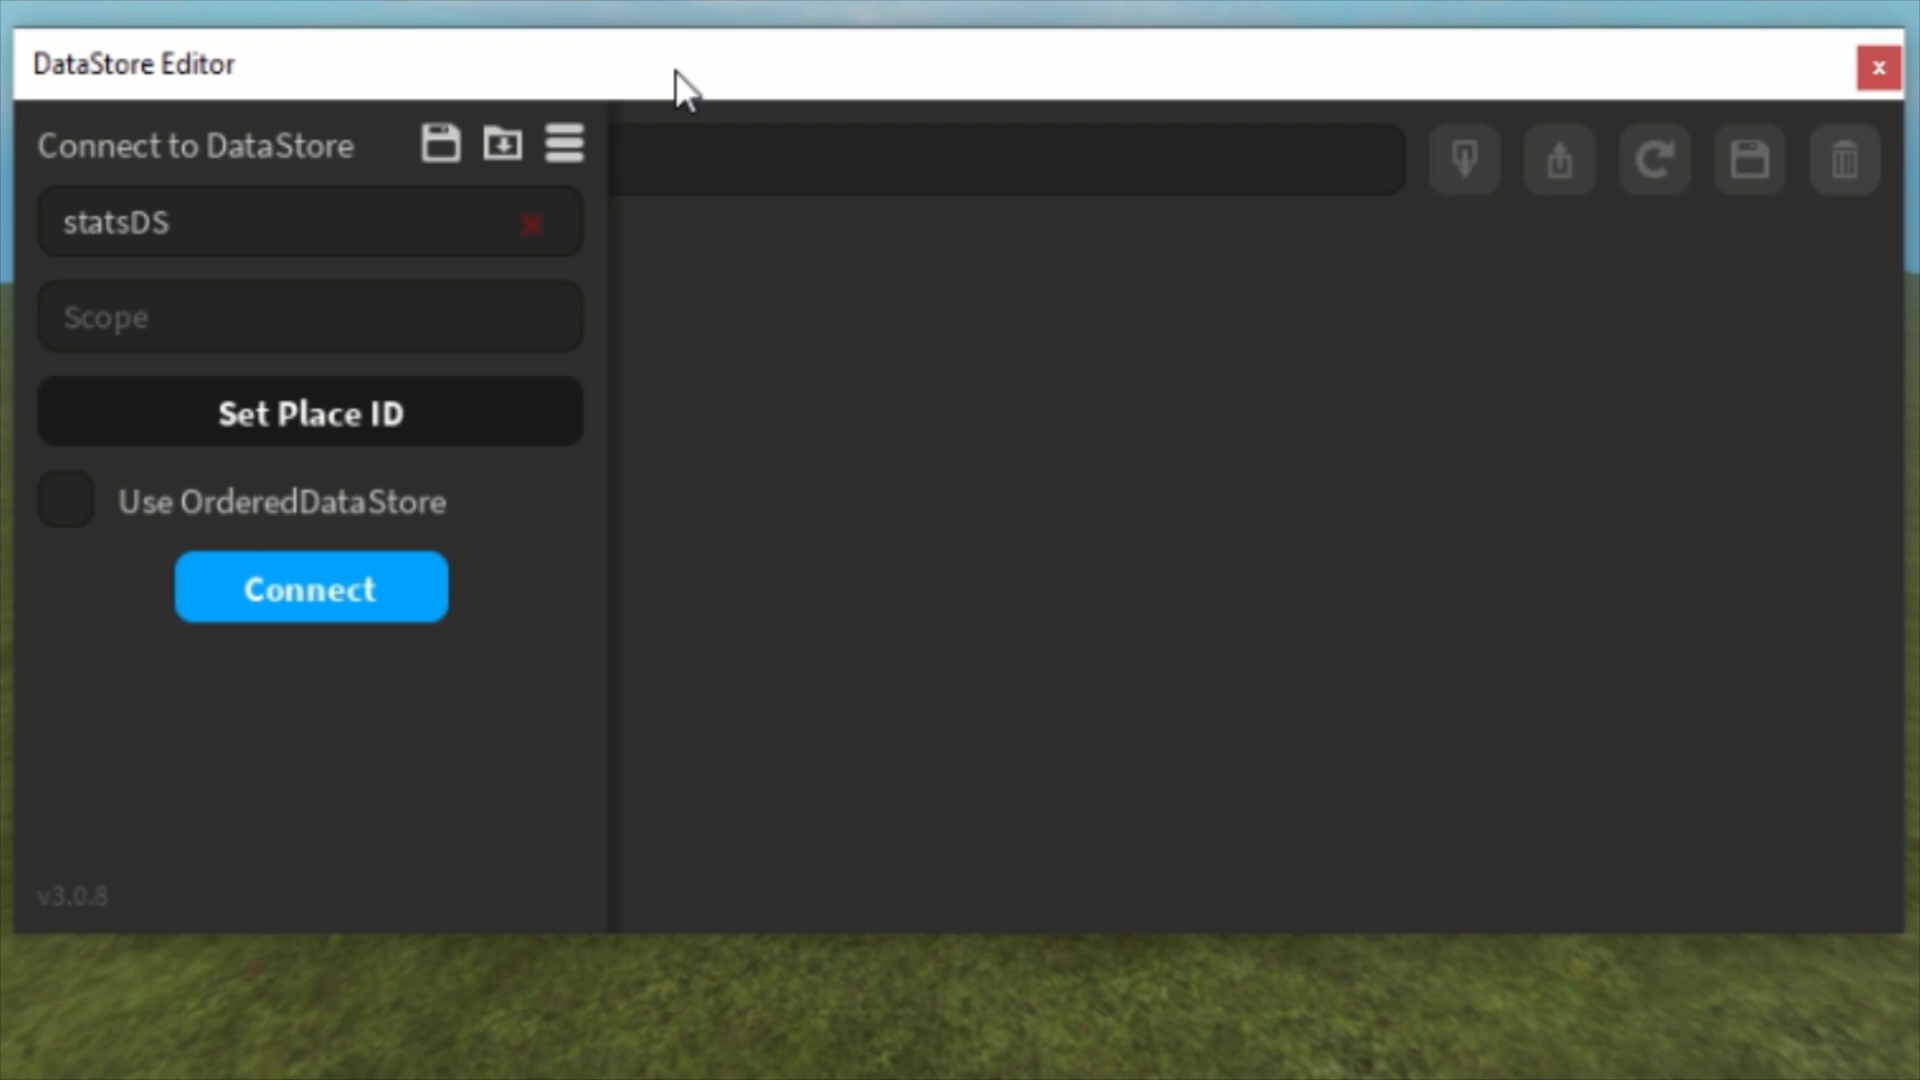 DataStore Editor
x
Connect to DataStore
statsDS
x
Scope
Set Place ID
Use OrderedDataStore
Connect
v3.0.8